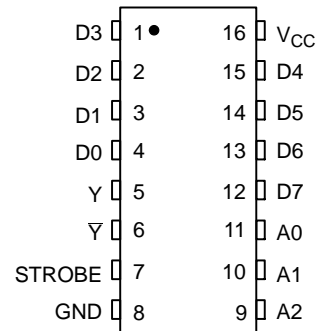 D3 1 16 V_CC
D2 2 15 D4
D1 3 14 D5
D0 4 13 D6
Y 5 12 D7
Y̅ 6 11 A0
STROBE 7 10 A1
GND 8 9 A2